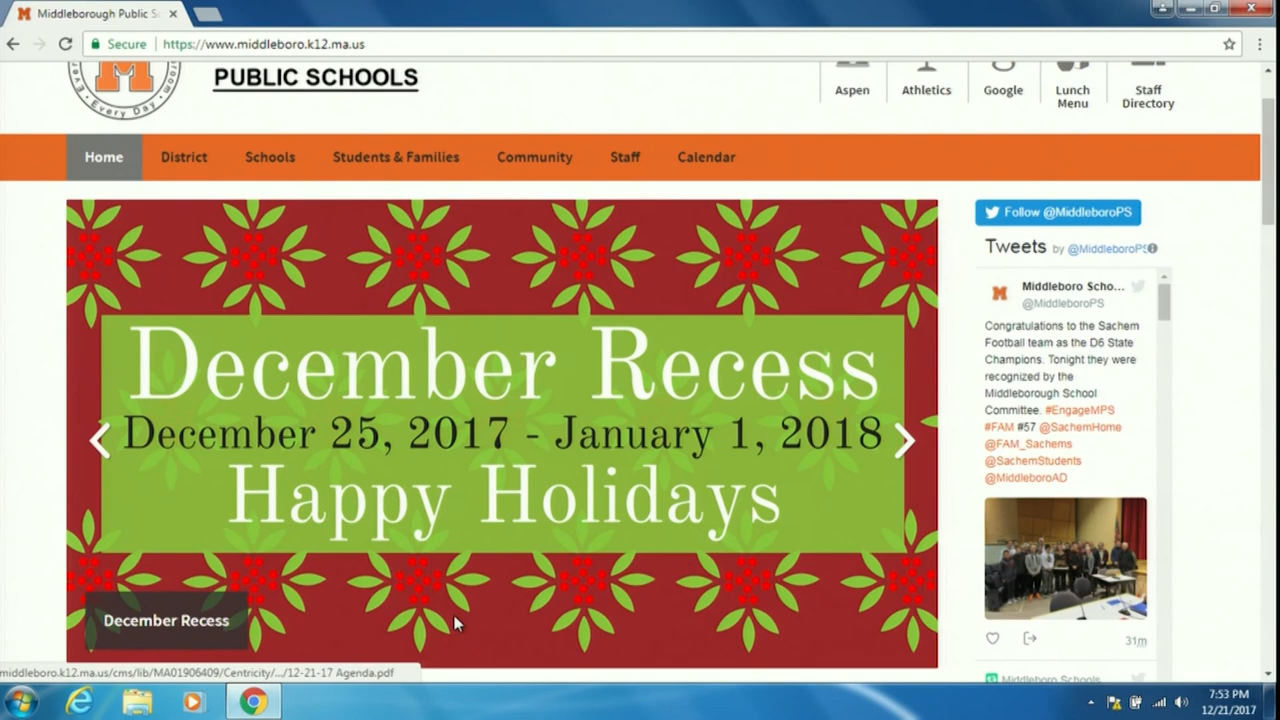 Middleborough Public S
Secure
https://www.middleboro.k12.ma.us
Every Day
PUBLIC SCHOOLS
Aspen
Athletics
Google
Lunch
Menu
Staff
Directory
Home
District
Schools
Students & Families
Community
Staff
Calendar
December Recess
December 25, 2017 - January 1, 2018
Happy Holidays
December Recess
Follow @MiddleboroPS
Tweets by @MiddleboroPS
Middleboro Scho...
@MiddleboroPS
Congratulations to the Sachem
Football team as the D6 State
Champions. Tonight they were
recognized by the
Middleborough School
Committee. #EngageMPS
#FAM #57 @SachemHome
@FAM_Sachems
@SachemStudents
@MiddleboroAD
31m
Middleboro Schools
middleboro.k12.ma.us/cms/lib/MA01906409/Centricity/.../12-21-17 Agenda.pdf
7:53 PM
12/21/2017